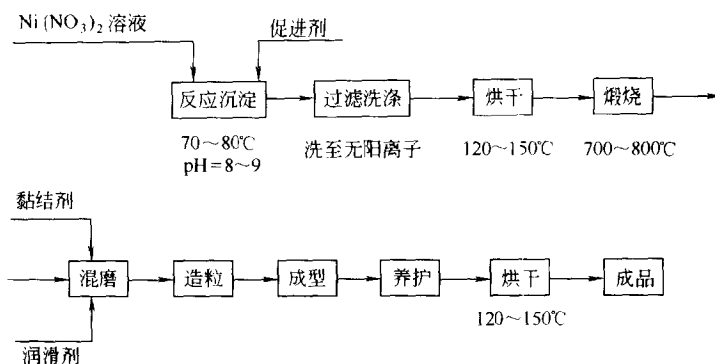 Ni(NO₃)₂溶液
促进剂
反应沉淀 过滤洗涤 烘干 煅烧
70~80℃ 洗至无阳离子 120~150℃ 700~800℃
pH=8~9
黏结剂
混磨 造粒 成型 养护 烘干 成品
120~150℃
润滑剂